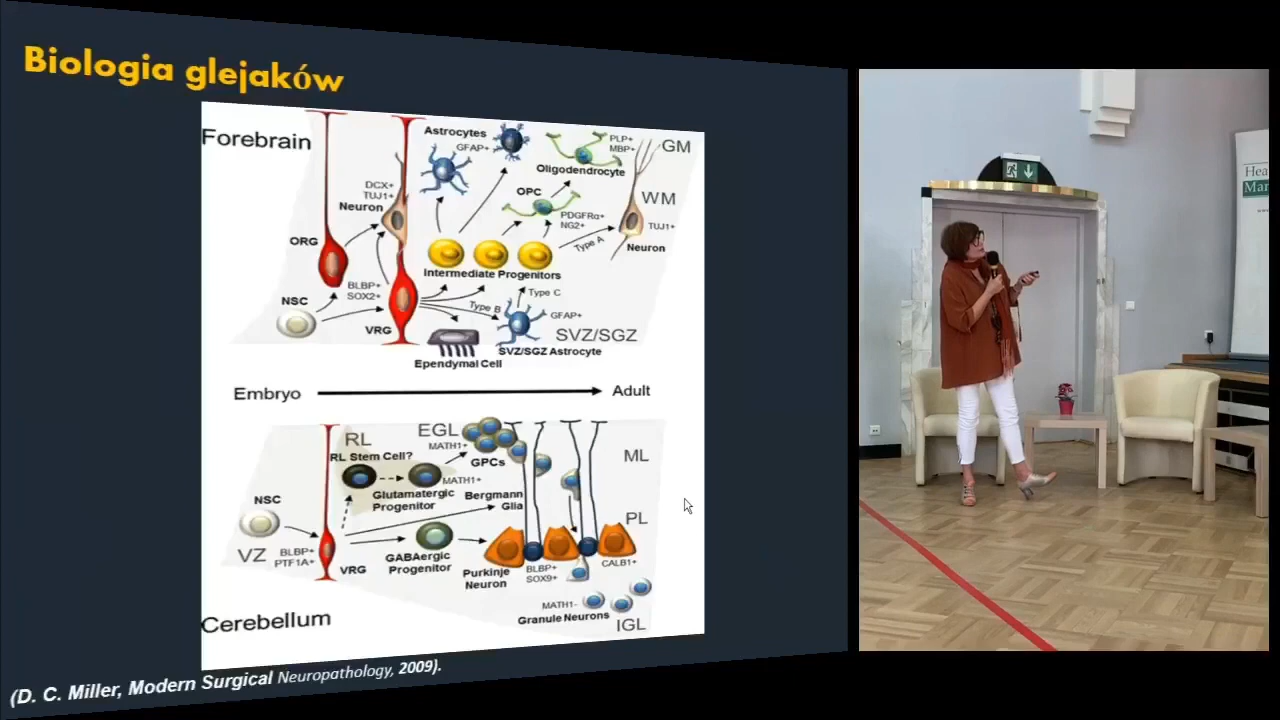 Biologia glejaków
Forebrain
Astrocytes
GFAP+
PLP+
MBP+
Oligodendrocyte
GM
DCX+
TUJ1+
Neuron
OPC
PDGFRα+
NG2+
WM
TUJ1+
Neuron
Type A
ORG
Intermediate Progenitors
BLBP+
SOX2+
NSC
VRG
Type C
Type B
GFAP+
SVZ/SGZ
SVZ/SGZ Astrocyte
Ependymal Cell
Embryo
Adult
RL
RL Stem Cell?
EGL
MATH1+
GPCs
ML
MATH1+
Glutamatergic
Progenitor
Bergmann
Glia
NSC
VZ
BLBP+
PTF1A+
VRG
GABAergic
Progenitor
Purkinje
Neuron
BLBP+
SOX9+
PL
CALB1+
MATH1-
Granule Neurons
IGL
Cerebellum
(D. C. Miller, Modern Surgical Neuropathology, 2009).
Hea
Mar